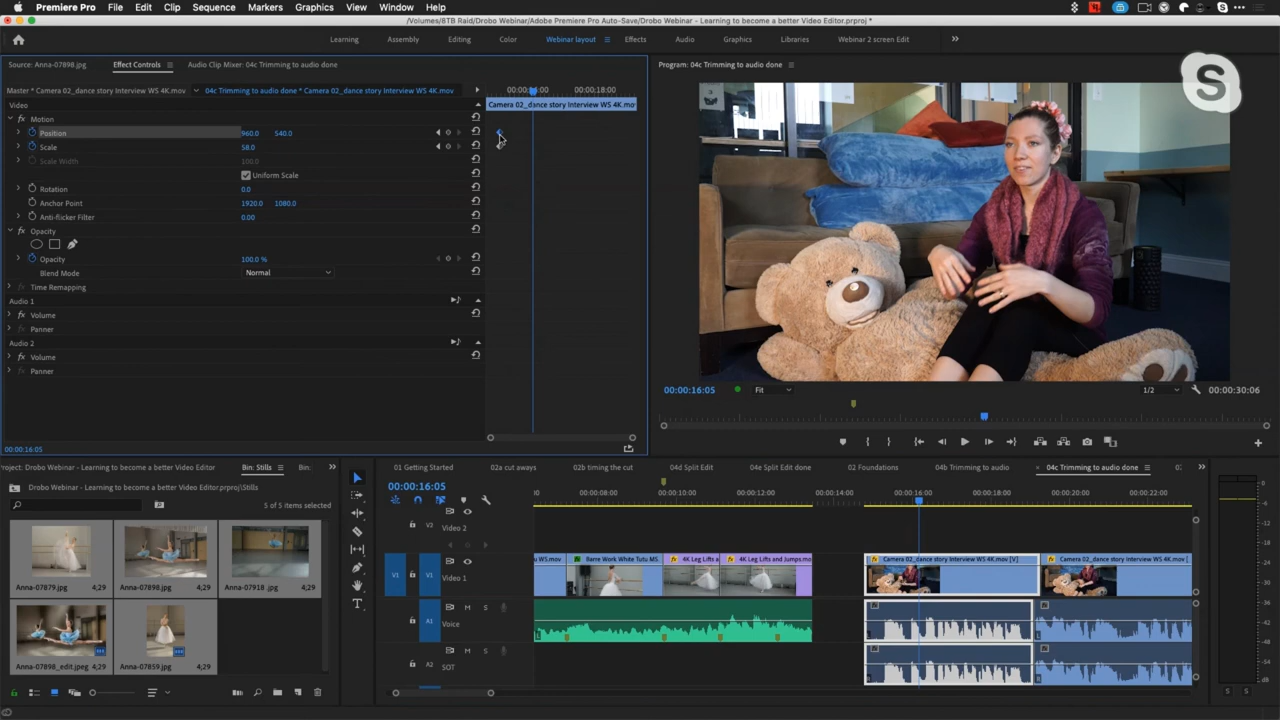 Premiere Pro File Edit Clip Sequence Markers Graphics View Window Help
/Volumes/8TB Raid/Drobo Webinar/Adobe Premiere Pro Auto-Save/Drobo Webinar - Learning to become a better Video Editor.prproj *
Learning Assembly Editing Color Webinar layout Effects Audio Graphics Libraries Webinar 2 screen Edit
Source: Anna-07898.jpg Effect Controls Audio Clip Mixer: 04c Trimming to audio done
Program: 04c Trimming to audio done
Master * Camera 02_dance story Interview WS 4K.mov 04c Trimming to audio done * Camera 02_dance story Interview WS 4K.mov
00:00:16:00 00:00:18:00
Video
Camera 02_dance story Interview WS 4K.mo
fx Motion
Position 960.0 540.0
Scale 58.0
Scale Width 100.0
Uniform Scale
Rotation 0.0
Anchor Point 1920.0 1080.0
Anti-flicker Filter 0.00
fx Opacity
Opacity 100.0 %
Blend Mode Normal
fx Time Remapping
Audio 1
fx Volume
fx Panner
Audio 2
fx Volume
fx Panner
00:00:16:05
S
00:00:16:05 Fit 1/2 00:00:30:06
roject: Drobo Webinar - Learning to become a better Video Editor Bin: Stills Bin:
Drobo Webinar - Learning to become a better Video Editor.prproj\Stills
5 of 5 items selected
Anna-07879.jpg 4;29
Anna-07898.jpg 4;29
Anna-07918 .jpg 4;29
Anna-07898_edit.jpeg 4;29
Anna-07859.jpg 4;29
01 Getting Started 02a cut aways 02b timing the cut 04d Split Edit 04e Split Edit done 02 Foundations 04b Trimming to audio 04c Trimming to audio done
00:00:16:05
00:00:08:00 00:00:10:00 00:00:12:00 00:00:14:00 00:00:16:00 00:00:18:00 00:00:20:00 00:00:22:00
V2
Video 2
V1 V1
Video 1
Barre Work White Tutu MS.
4K Leg Lifts a
4K Leg Lifts and Jumps.mo
Camera 02_dance story Interview WS 4K.mov [V]
Camera 02_dance story Interview WS 4K.mov
A1 M S
Voice
A2 M S
SOT
T
S S